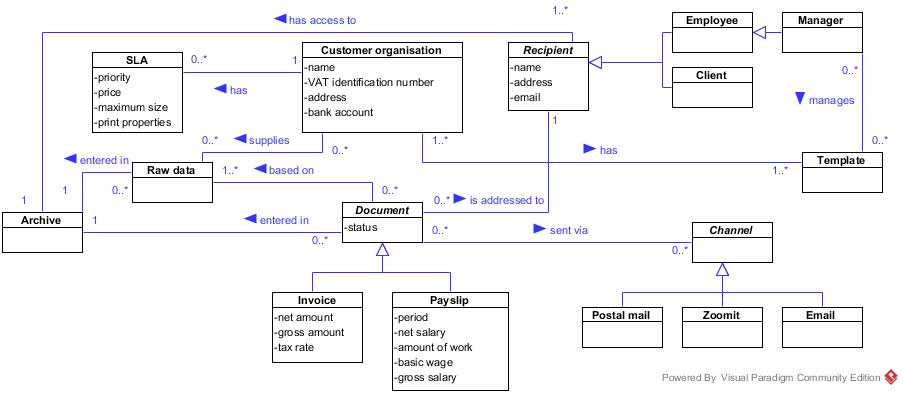 1..*
has access to
Employee
Manager
SLA
-priority
-price
-maximum size
-print properties
0..*
1
has
Customer organisation
-name
-VAT identification number
-address
-bank account
Recipient
-name
-address
-email
Client
0..*
manages
0..*
0..*
supplies
0..*
1..*
1
has
1..*
Template
entered in
1
0..*
Raw data
1..*
based on
0..*
1
Archive
1
entered in
0..*
Document
-status
0..*
is addressed to
0..*
sent via
0..*
Channel
Invoice
-net amount
-gross amount
-tax rate
Payslip
-period
-net salary
-amount of work
-basic wage
-gross salary
Postal mail
Zoomit
Email
Powered By Visual Paradigm Community Edition